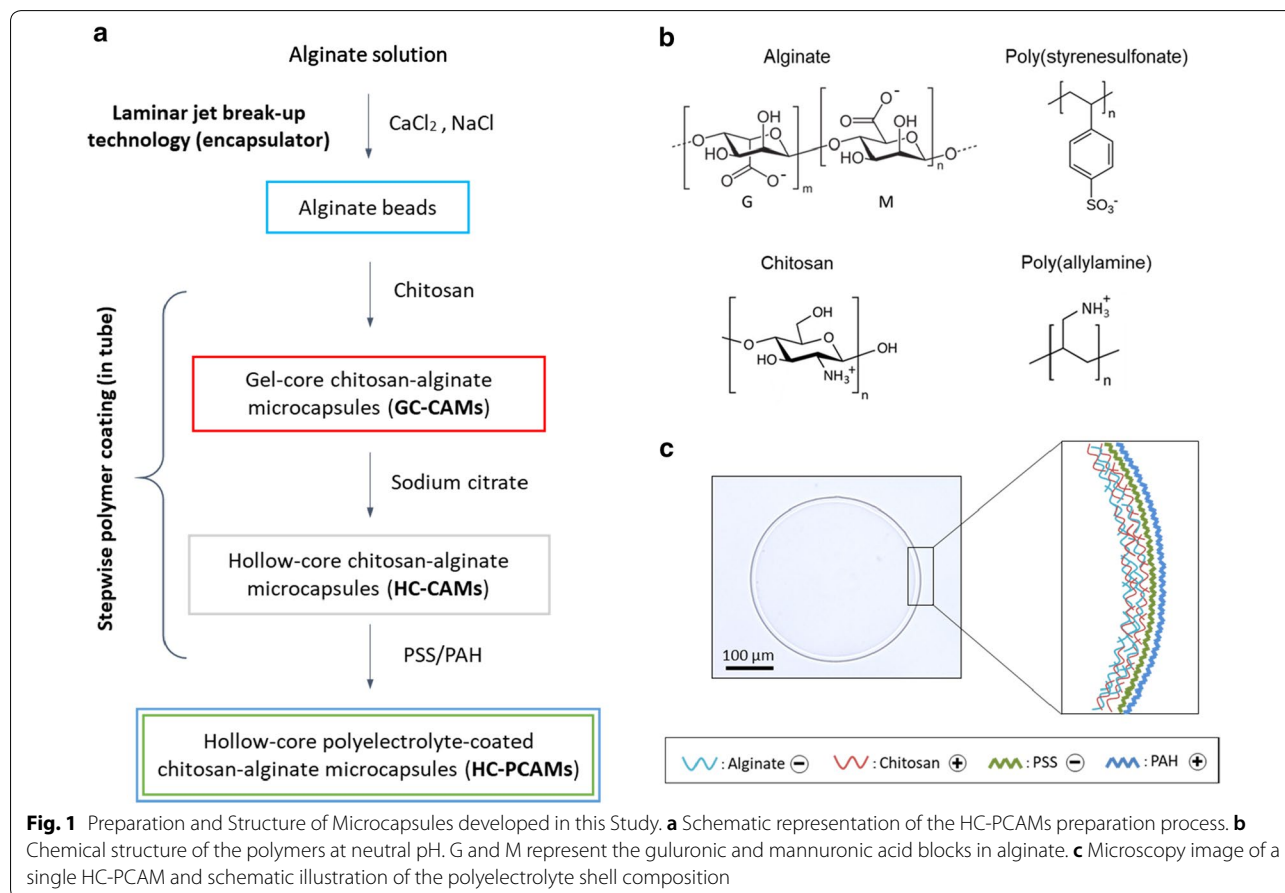 a
Alginate solution
Laminar jet break-up
technology (encapsulator)
CaCl₂ , NaCl
Alginate beads
Chitosan
Stepwise polymer coating (in tube)
Gel-core chitosan-alginate
microcapsules (GC-CAMs)
Sodium citrate
Hollow-core chitosan-alginate
microcapsules (HC-CAMs)
PSS/PAH
Hollow-core polyelectrolyte-coated
chitosan-alginate microcapsules (HC-PCAMs)
b
Alginate
O OH O HO O O⁻ m G
O O⁻ OH O HO O n M
Poly(styrenesulfonate)
n
SO₃⁻
Chitosan
OH
O O OH
HO
NH₃⁺
n
Poly(allylamine)
NH₃⁺
n
c
100 µm
: Alginate − : Chitosan + : PSS − : PAH +
Fig. 1 Preparation and Structure of Microcapsules developed in this Study. a Schematic representation of the HC-PCAMs preparation process. b
Chemical structure of the polymers at neutral pH. G and M represent the guluronic and mannuronic acid blocks in alginate. c Microscopy image of a
single HC-PCAM and schematic illustration of the polyelectrolyte shell composition